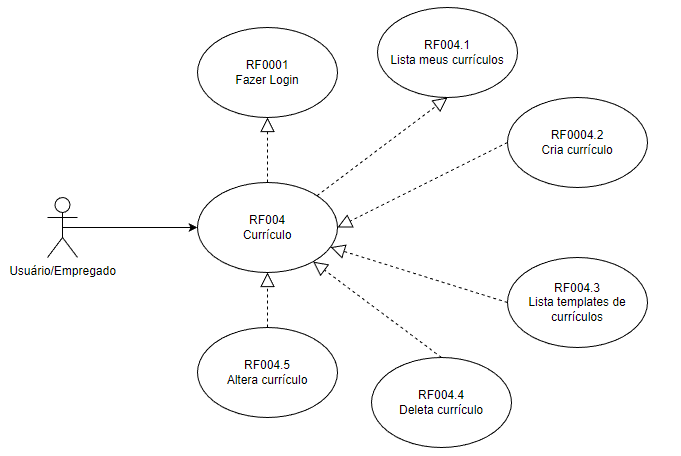 RF0001
Fazer Login
RF004.1
Lista meus currículos
RF0004.2
Cria currículo
RF004
Currículo
Usuário/Empregado
RF004.3
Lista templates de
currículos
RF004.5
Altera currículo
RF004.4
Deleta currículo